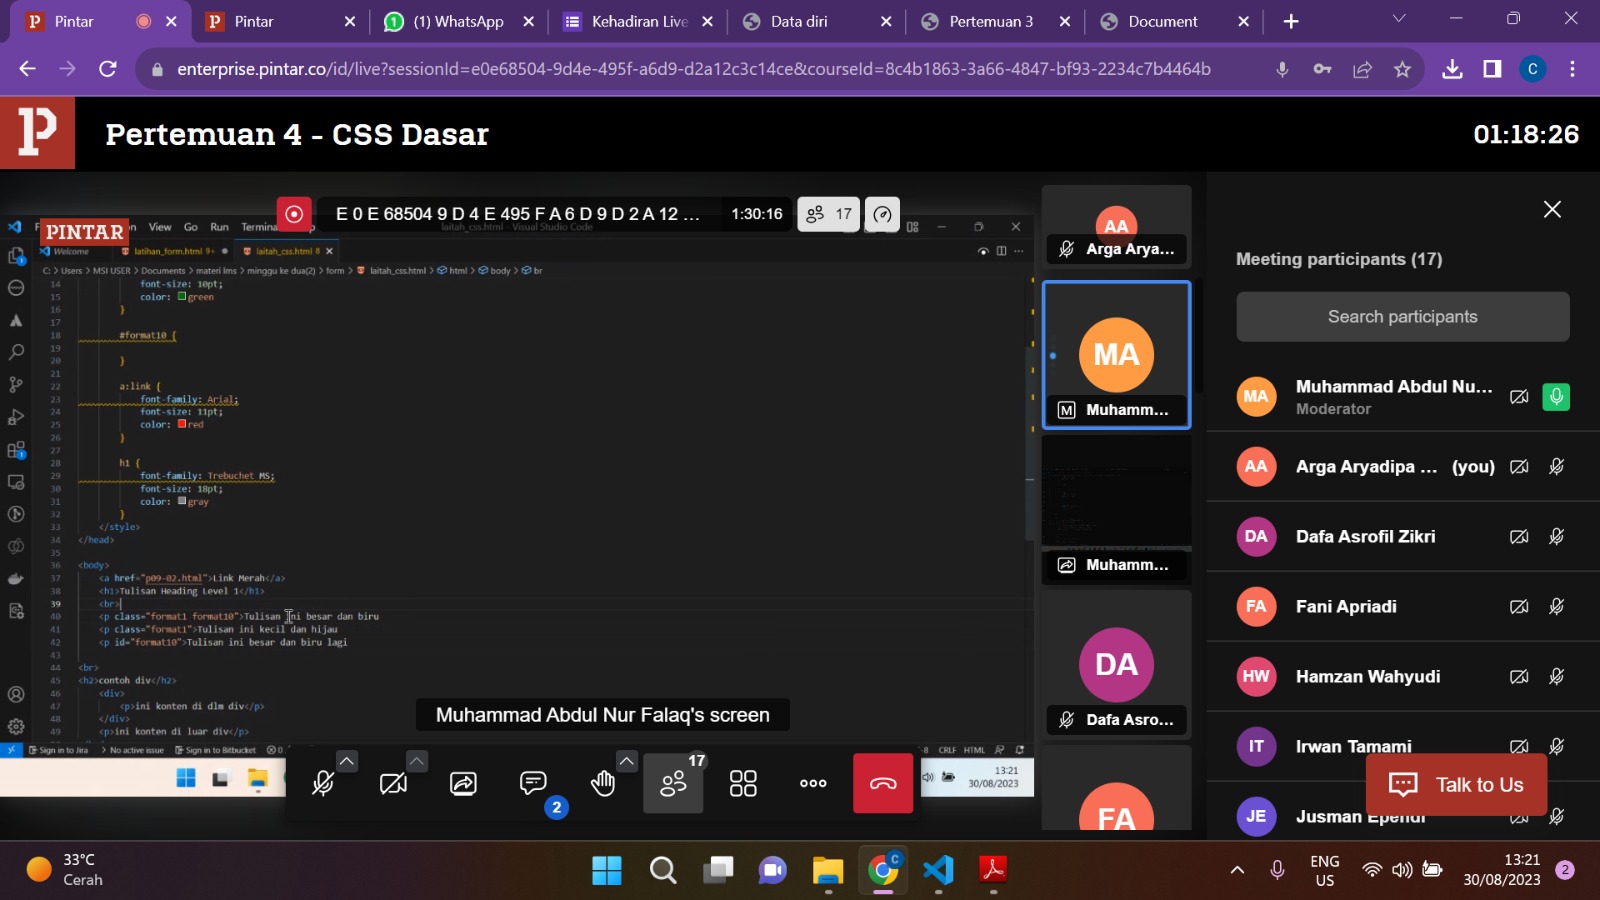 Pintar
Pintar
(1) WhatsApp
Kehadiran Live
Data diri
Pertemuan 3
Document
enterprise.pintar.co/id/live?sessionId=e0e68504-9d4e-495f-a6d9-d2a12c3c14ce&courseId=8c4b1863-3a66-4847-bf93-2234c7b4464b
C
P Pertemuan 4 - CSS Dasar
01:18:26
E 0 E 68504 9 D 4 E 495 F A 6 D 9 D 2 A 12 ...
1:30:16
17
PINTAR
View Go Run Termina
laitah_css.html - Visual Studio Code
Welcome
latihan_form.html 9+
laitah_css.html 8
C: > Users > MSI USER > Documents > materi lms > minggu ke dua(2) > form > laitah_css.html > html > body > br
14 font-size: 10pt;
15 color: green
16 }
17
18 #format10 {
19
20 }
21
22 a:link {
23 font-family: Arial;
24 font-size: 11pt;
25 color: red
26 }
27
28 h1 {
29 font-family: Trebuchet MS;
30 font-size: 18pt;
31 color: gray
32 }
33 </style>
34 </head>
35
36 <body>
37 <a href="p09-02.html">Link Merah</a>
38 <h1>Tulisan Heading Level 1</h1>
39 <br>
40 <p class="format1 format10">Tulisan ini besar dan biru
41 <p class="format1">Tulisan ini kecil dan hijau
42 <p id="format10">Tulisan ini besar dan biru lagi
43
44 <br>
45 <h2>contoh div</h2>
46 <div>
47 <p>ini konten di dlm div</p>
48 </div>
49 <p>ini konten di luar div</p>
Muhammad Abdul Nur Falaq's screen
Sign in to Jira
No active issue
Sign in to Bitbucket
CRLF HTML
13:21
30/08/2023
17
2
AA
Arga Arya...
MA
M Muhamm...
Muhamm...
DA
Dafa Asro...
FA
Meeting participants (17)
Search participants
MA Muhammad Abdul Nu...
Moderator
AA Arga Aryadipa ... (you)
DA Dafa Asrofil Zikri
FA Fani Apriadi
HW Hamzan Wahyudi
IT Irwan Tamami
JE Jusman Ependi
Talk to Us
33°C
Cerah
C
ENG
US
13:21
30/08/2023
2